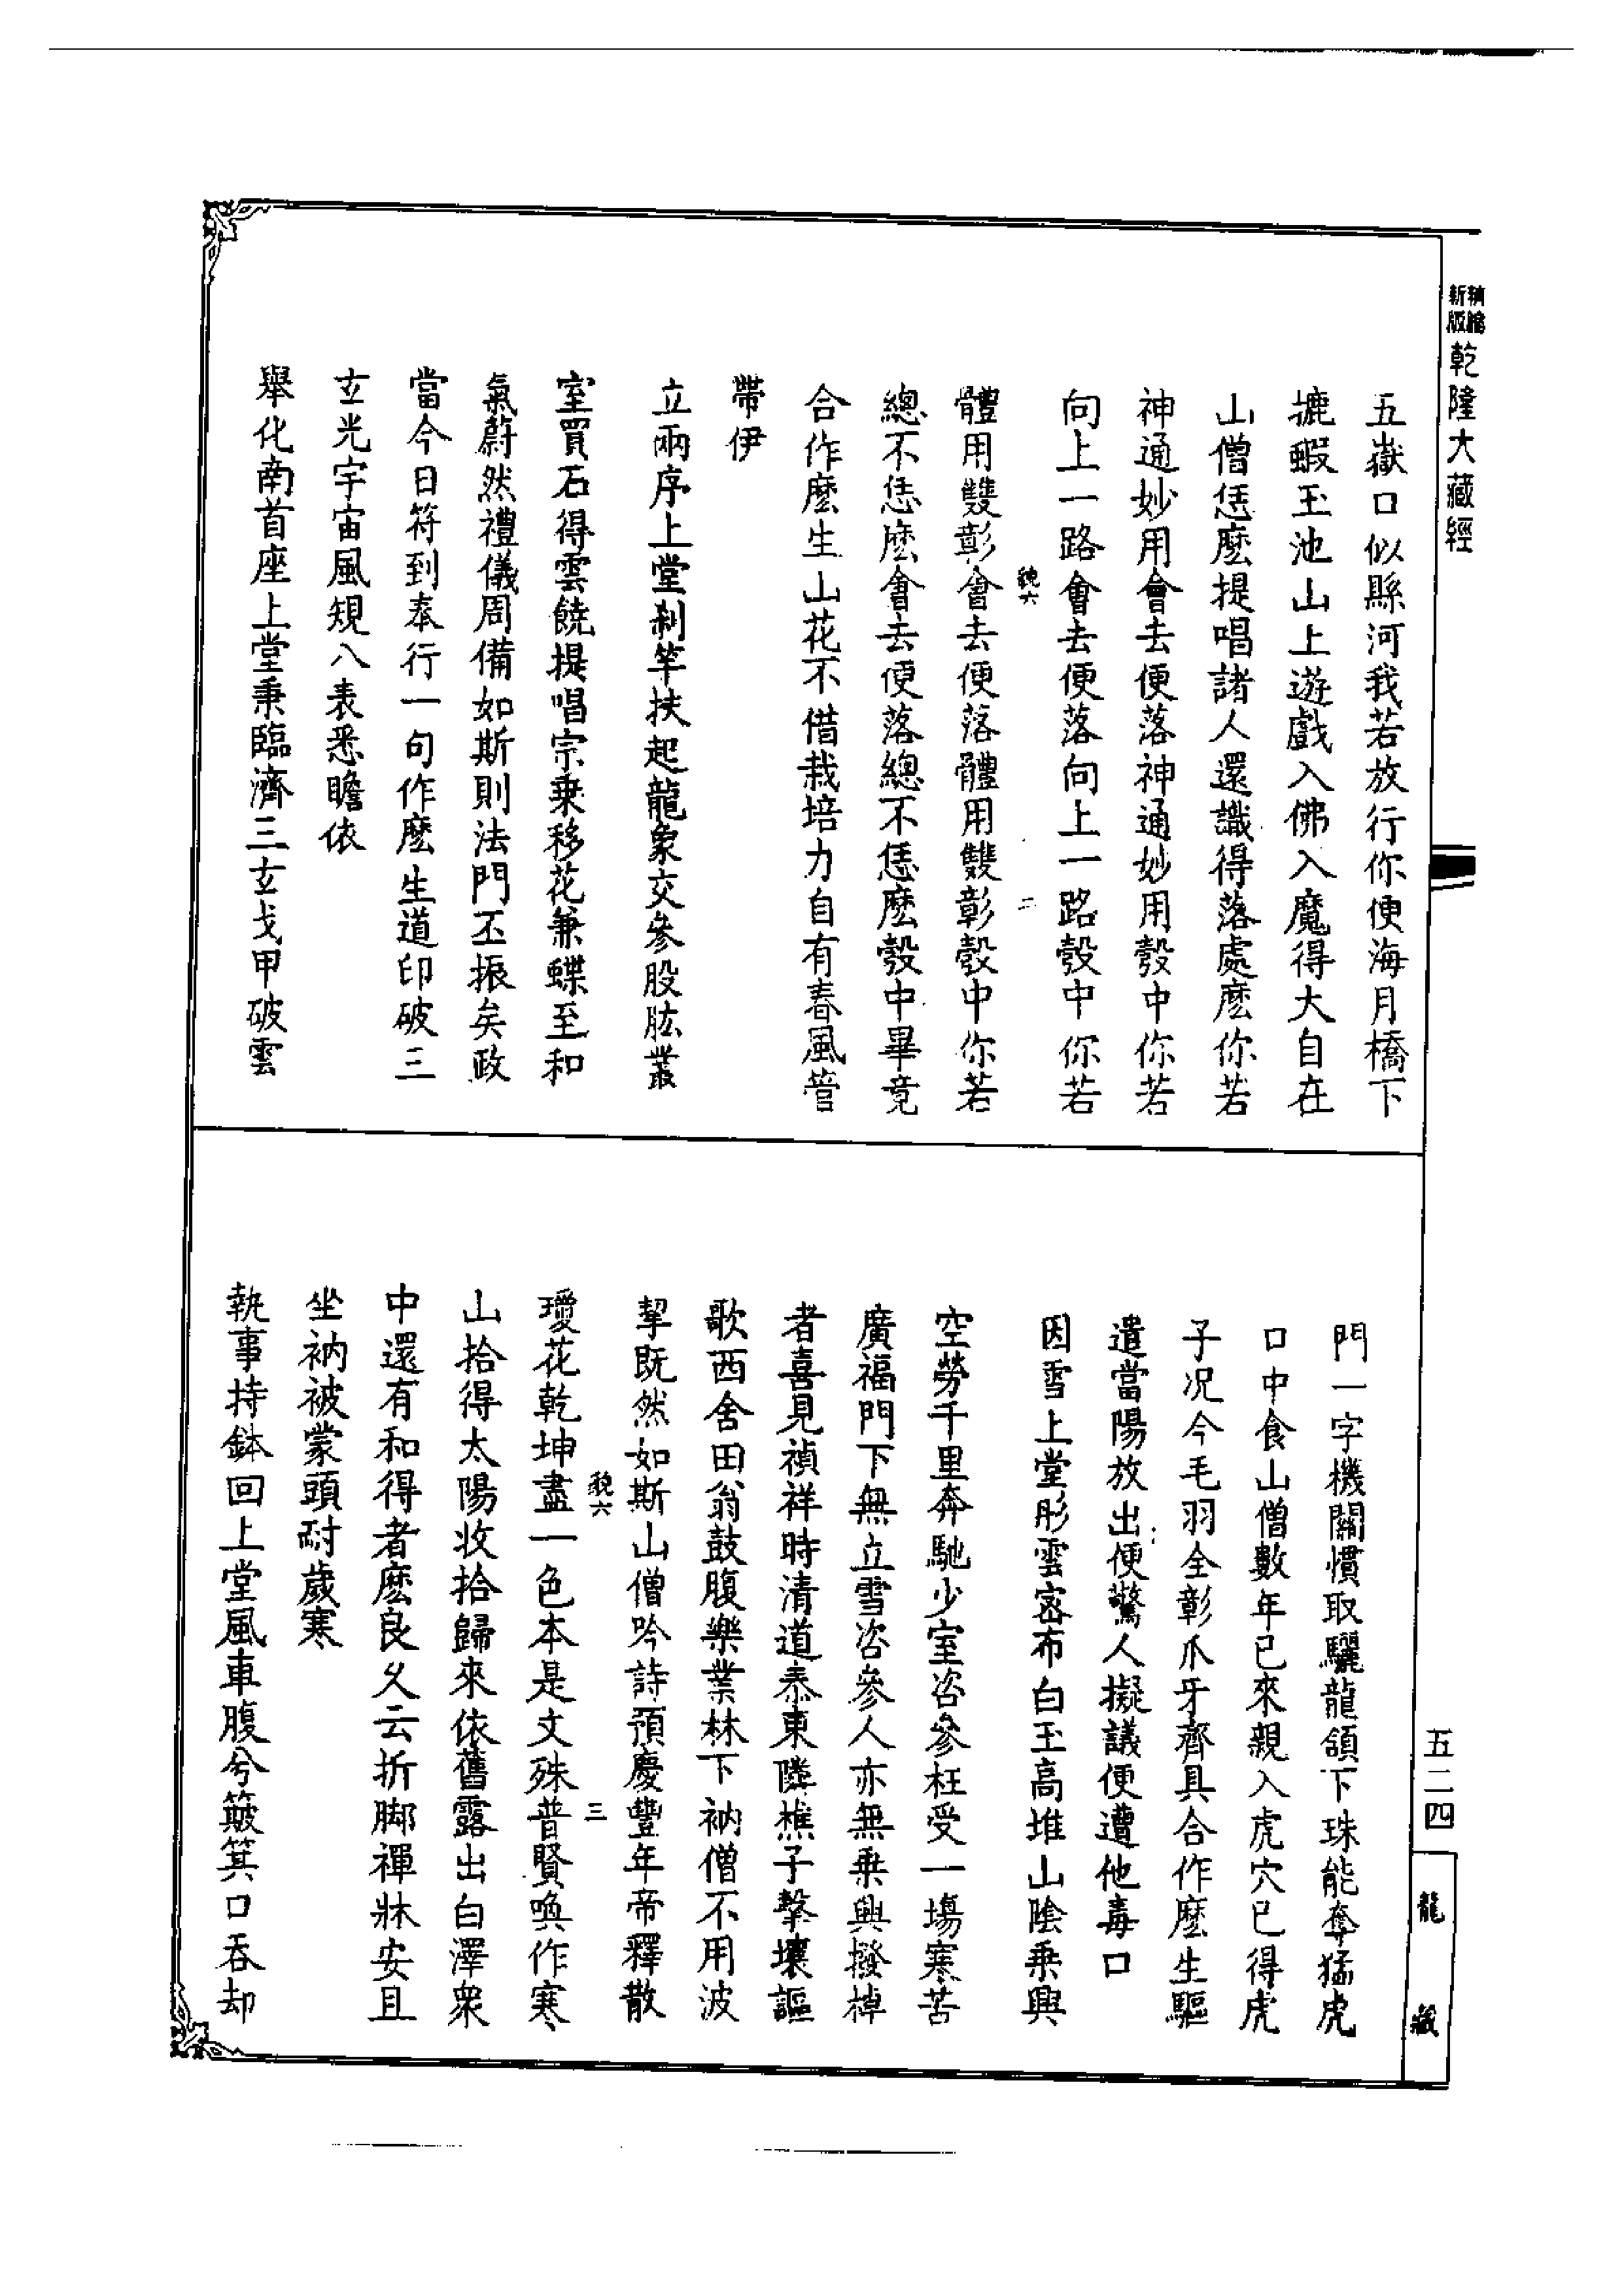 新編縮版乾隆大藏經
五嶽口似縣河我若放行你便海月橋下
摝蝦玉池山上遊戲入佛入魔得大自在
山僧恁麽提唱諸人還識得落處麽你若
神通妙用會去便落神通妙用彀中你若
向上一路會去便落向上一路彀中你若
貌六
二
體用雙彰會去便落體用雙彰彀中你若
總不恁麽會去便落總不恁麽彀中畢竟
合作麽生山花不借栽培力自有春風管
帶伊
立兩序上堂刹竿扶起龍象交參股肱叢
室買石得雲饒提唱宗乗移花兼蝶至和
氣蔚然禮儀周備如斯則法門丕振矣政
當今日符到奉行一句作麽生道印破三
玄光宇宙風規八表悉瞻依
舉化南首座上堂秉臨濟三玄戈甲破雲
門一字機關慣取驪龍頷下珠能奪猛虎
口中食山僧數年已來親入虎穴已得虎
子况今毛羽全彰爪牙齊具合作麽生驅
遣當陽放出便驚人擬議便遭他毒口
因雪上堂彤雲密布白玉高堆山陰乗興
空勞千里奔馳少室咨參枉受一場寒苦
廣福門下無立雪咨參人亦無乗興撥棹
者喜見禎祥時清道泰東隣樵子擊壤謳
歌西舍田翁鼓腹樂業林下衲僧不用波
挈既然如斯山僧吟詩預慶豐年帝釋散
貌六
三
瓊花乾坤盡一色本是文殊普賢喚作寒
山拾得太陽收拾歸來依舊露出白澤衆
中還有和得者麽良久云折脚禪牀安且
坐衲被蒙頭耐歲寒
執事持鉢回上堂風車腹兮簸箕口吞却
五二四
龍藏